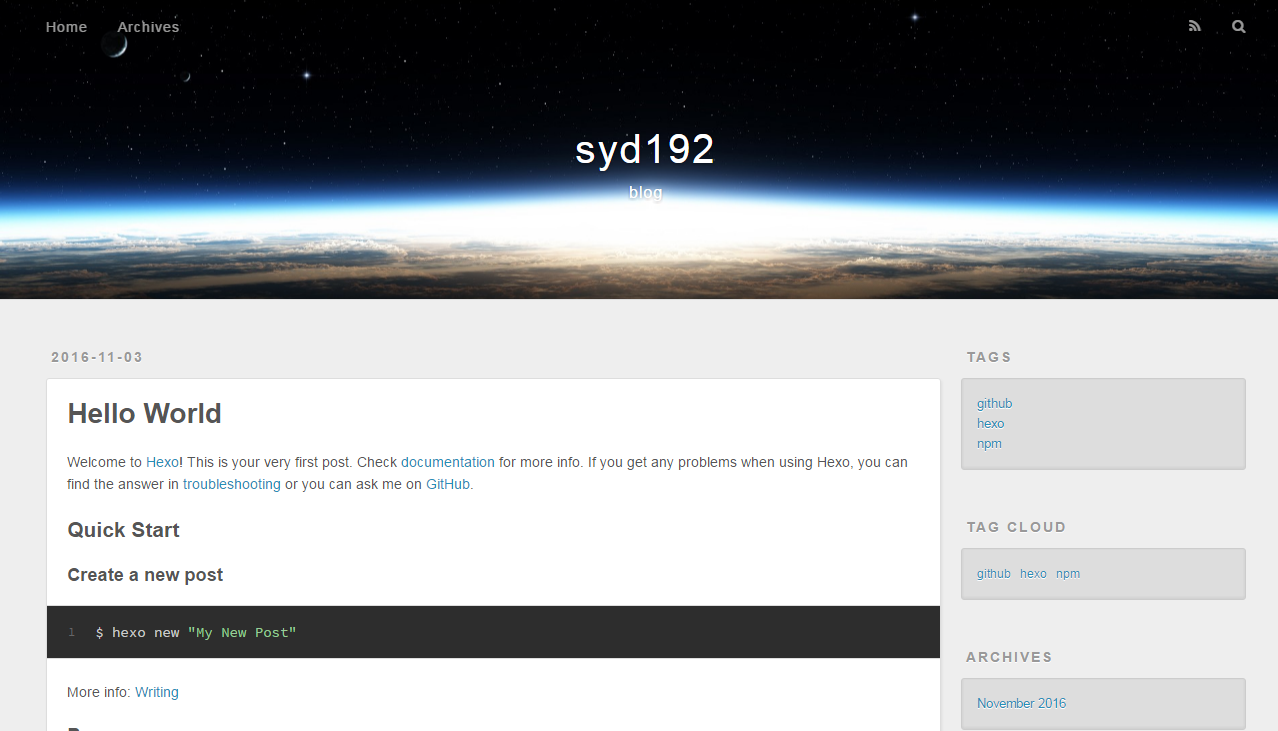 Home Archives
syd192
blog
2016-11-03
Hello World
Welcome to Hexo! This is your very first post. Check documentation for more info. If you get any problems when using Hexo, you can
find the answer in troubleshooting or you can ask me on GitHub.
Quick Start
Create a new post
1 $ hexo new "My New Post"
More info: Writing
TAGS
github
hexo
npm
TAG CLOUD
github hexo npm
ARCHIVES
November 2016